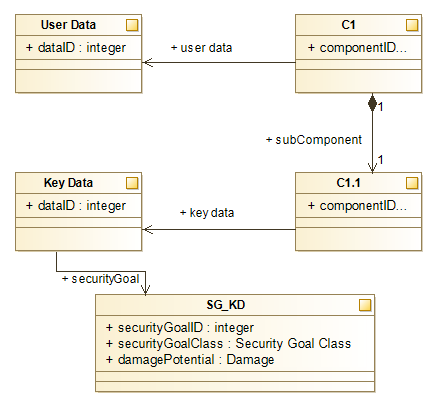 User Data
+ dataID : integer
+ user data
C1
+ componentID...
1
+ subComponent
1
Key Data
+ dataID : integer
+ key data
C1.1
+ componentID...
+ securityGoal
SG_KD
+ securityGoalID : integer
+ securityGoalClass : Security Goal Class
+ damagePotential : Damage